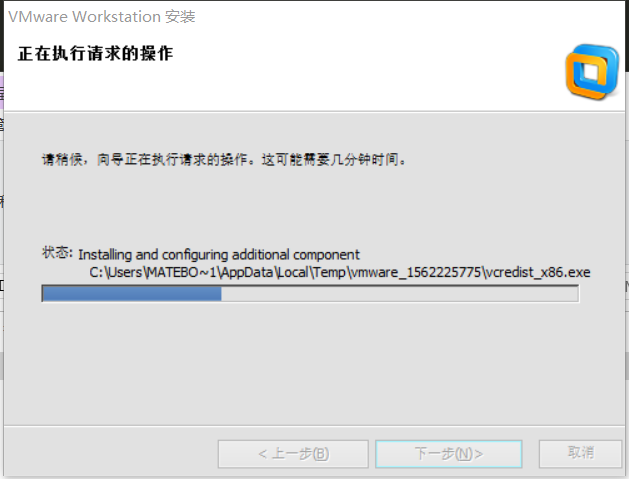 VMware Workstation 安装
正在执行请求的操作
请稍候，向导正在执行请求的操作。这可能需要几分钟时间。
状态: Installing and configuring additional component
C:\Users\MATEBO~1\AppData\Local\Temp\vmware_1562225775\vcredist_x86.exe
< 上一步(B)
下一步(N)>
取消